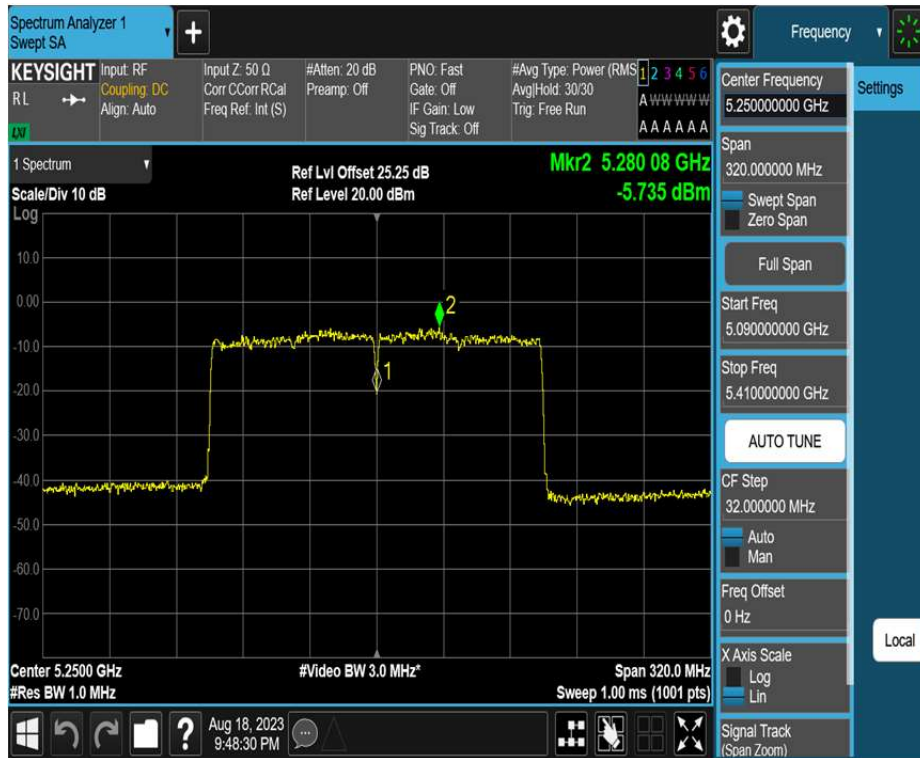 Spectrum Analyzer 1
Swept SA
+
Frequency
KEYSIGHT
RL
LXI
Input: RF
Coupling: DC
Align: Auto
Input Z: 50 Ω
Corr CCorr RCal
Freq Ref: Int (S)
#Atten: 20 dB
Preamp: Off
PNO: Fast
Gate: Off
IF Gain: Low
Sig Track: Off
#Avg Type: Power (RMS
Avg|Hold: 30/30
Trig: Free Run
1 2 3 4 5 6
A W W W W W
A A A A A A
1 Spectrum
Scale/Div 10 dB
Log
Ref Lvl Offset 25.25 dB
Ref Level 20.00 dBm
Mkr2 5.280 08 GHz
-5.735 dBm
10.0
0.00
-10.0
-20.0
-30.0
-40.0
-50.0
-60.0
-70.0
2
1
Center 5.2500 GHz
#Res BW 1.0 MHz
#Video BW 3.0 MHz*
Span 320.0 MHz
Sweep 1.00 ms (1001 pts)
?
Aug 18, 2023
9:48:30 PM
Center Frequency
5.250000000 GHz
Span
320.000000 MHz
Swept Span
Zero Span
Full Span
Start Freq
5.090000000 GHz
Stop Freq
5.410000000 GHz
AUTO TUNE
CF Step
32.000000 MHz
Auto
Man
Freq Offset
0 Hz
X Axis Scale
Log
Lin
Signal Track
(Span Zoom)
Settings
Local